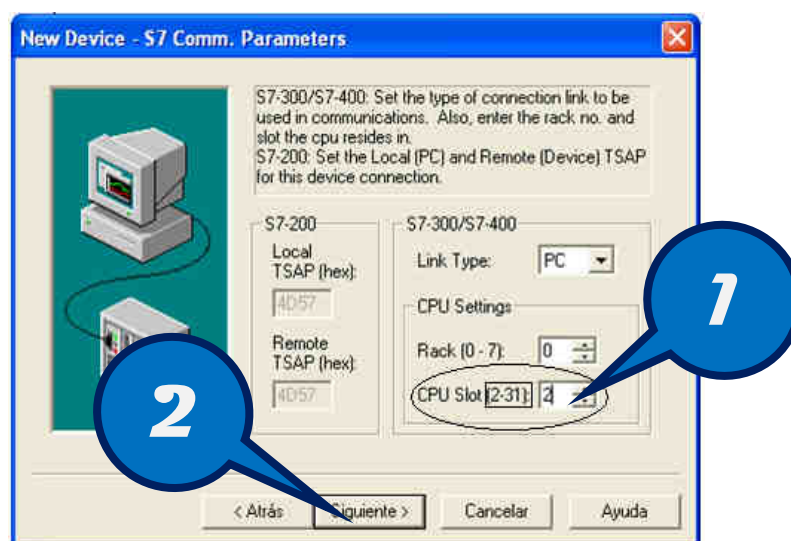 New Device - S7 Comm. Parameters
S7-300/S7-400: Set the type of connection link to be
used in communications. Also, enter the rack no. and
slot the cpu resides in.
S7-200: Set the Local (PC) and Remote (Device) TSAP
for this device connection.
S7-200
Local
TSAP (hex):
4D57
Remote
TSAP (hex):
4D57
S7-300/S7-400
Link Type: PC
CPU Settings
Rack (0 - 7): 0
CPU Slot (2-31): 2
1
2
< Atrás Siguiente > Cancelar Ayuda